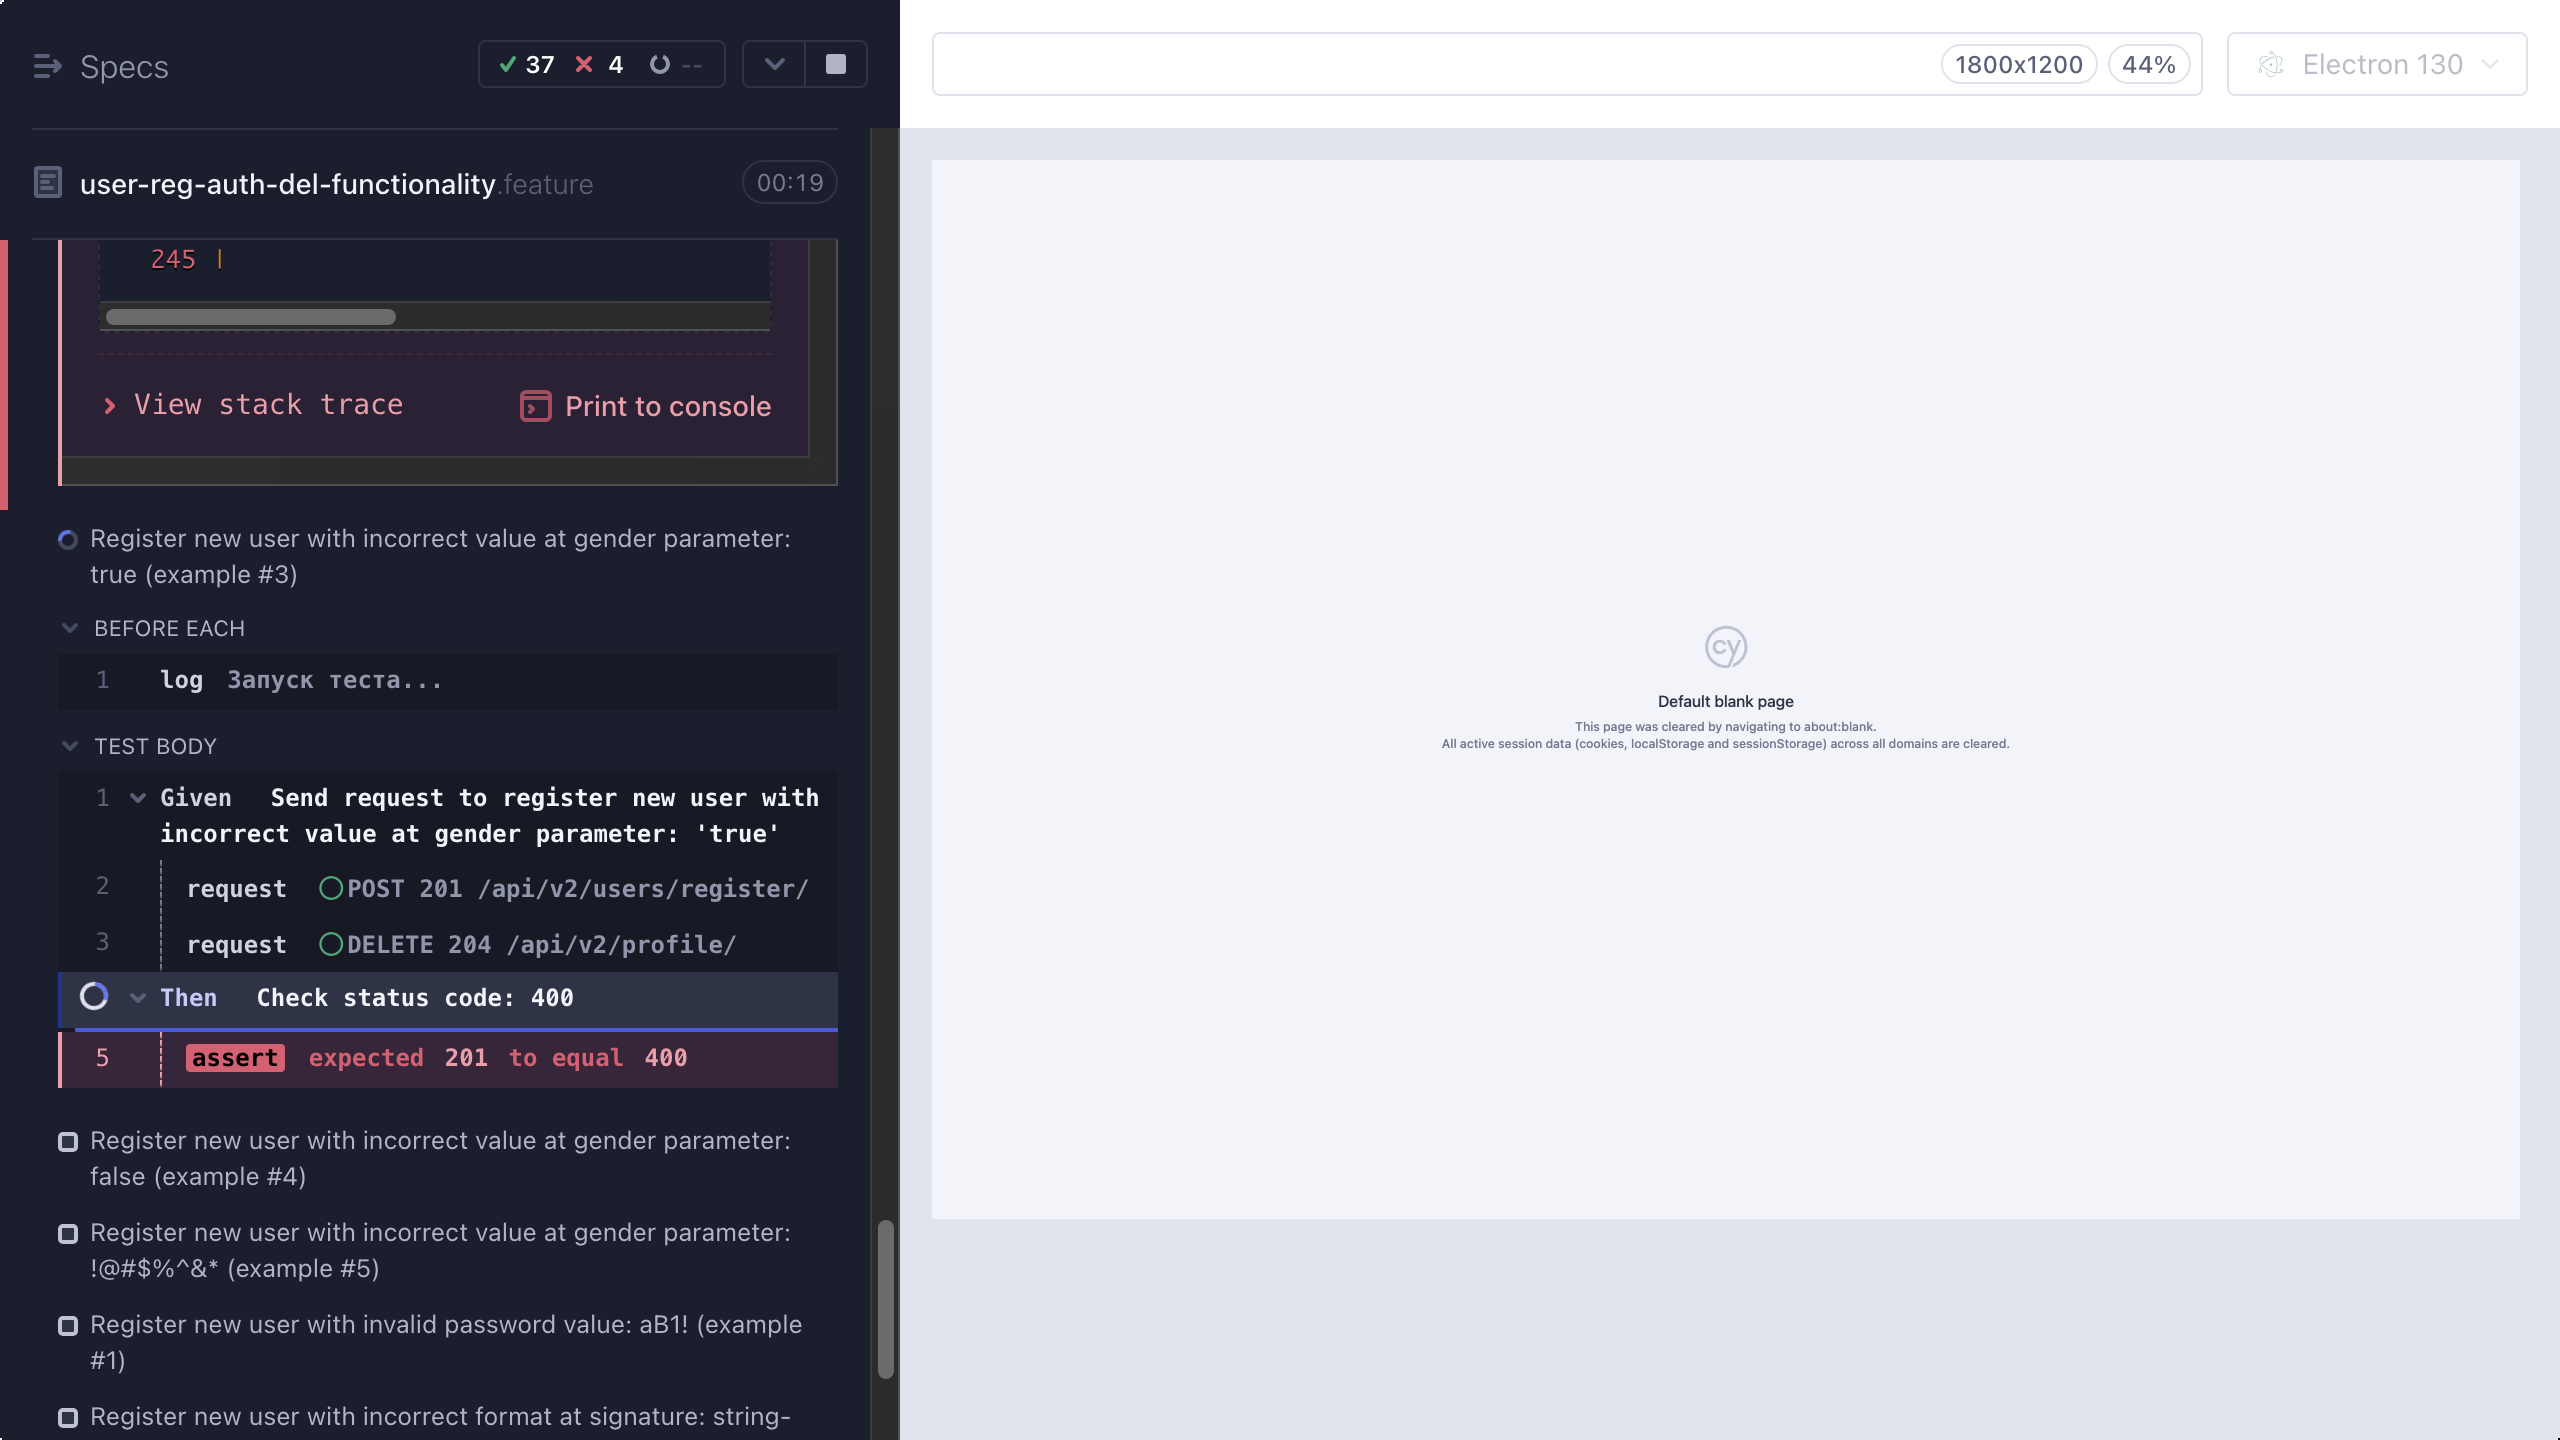 Specs
37 4 --
1800x1200 44%
Electron 130
user-reg-auth-del-functionality.feature 00:19
245 |
View stack trace
Print to console
Register new user with incorrect value at gender parameter:
true (example #3)
BEFORE EACH
1 log Запуск теста...
TEST BODY
1 Given Send request to register new user with
incorrect value at gender parameter: 'true'
2 request POST 201 /api/v2/users/register/
3 request DELETE 204 /api/v2/profile/
Then Check status code: 400
5 assert expected 201 to equal 400
Register new user with incorrect value at gender parameter:
false (example #4)
Register new user with incorrect value at gender parameter:
!@#$%^&* (example #5)
Register new user with invalid password value: aB1! (example
#1)
Register new user with incorrect format at signature: string-
cy
Default blank page
This page was cleared by navigating to about:blank.
All active session data (cookies, localStorage and sessionStorage) across all domains are cleared.